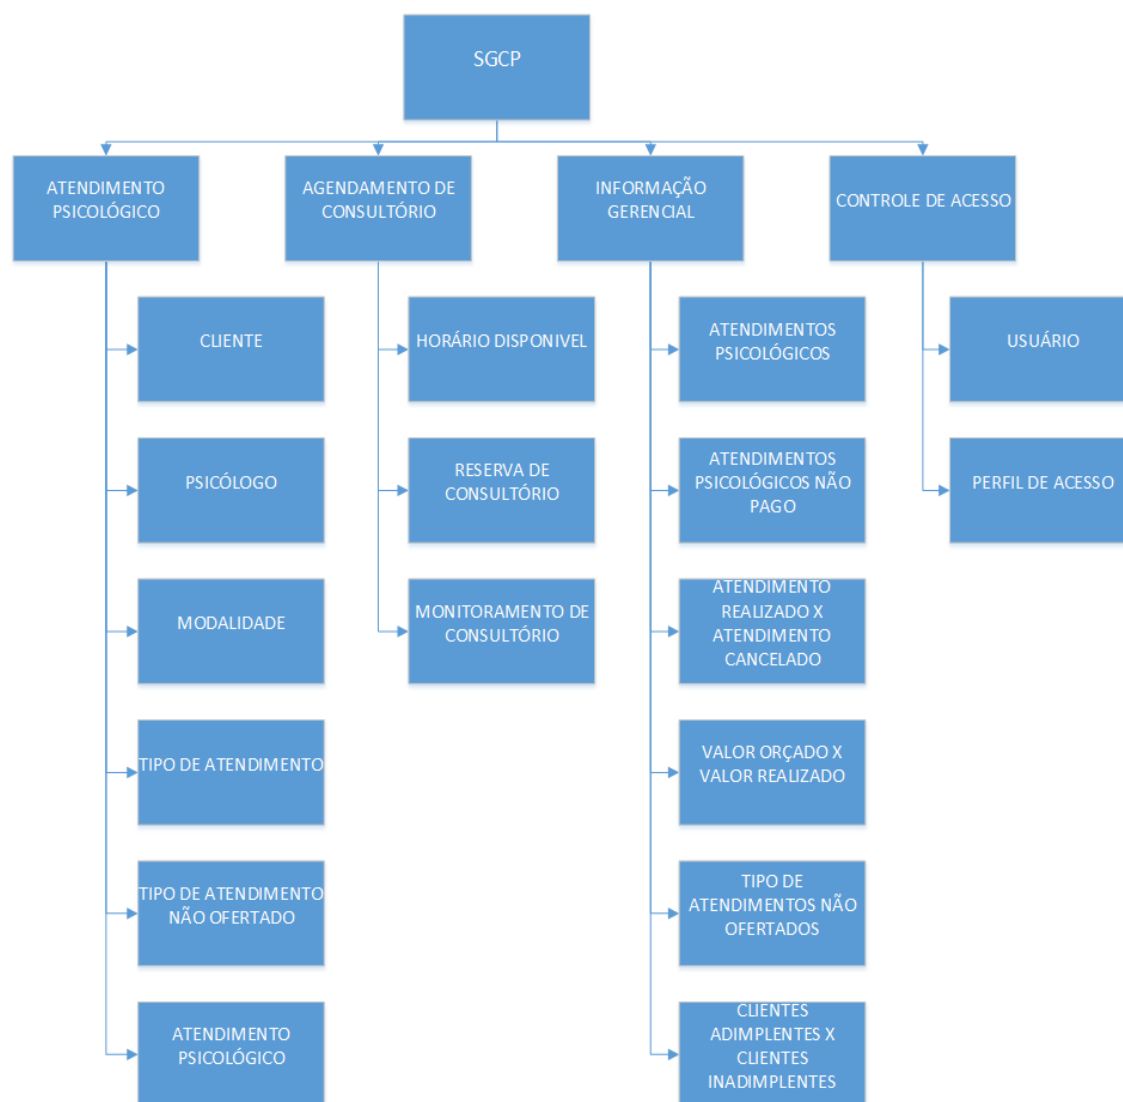 SGCP
ATENDIMENTO
PSICOLÓGICO
AGENDAMENTO DE
CONSULTÓRIO
INFORMAÇÃO
GERENCIAL
CONTROLE DE ACESSO
CLIENTE
PSICÓLOGO
MODALIDADE
TIPO DE ATENDIMENTO
TIPO DE ATENDIMENTO
NÃO OFERTADO
ATENDIMENTO
PSICOLÓGICO
HORÁRIO DISPONIVEL
RESERVA DE
CONSULTÓRIO
MONITORAMENTO DE
CONSULTÓRIO
ATENDIMENTOS
PSICOLÓGICOS
ATENDIMENTOS
PSICOLÓGICOS NÃO
PAGO
ATENDIMENTO
REALIZADO X
ATENDIMENTO
CANCELADO
VALOR ORÇADO X
VALOR REALIZADO
TIPO DE
ATENDIMENTOS NÃO
OFERTADOS
CLIENTES
ADIMPLENTES X
CLIENTES
INADIMPLENTES
USUÁRIO
PERFIL DE ACESSO